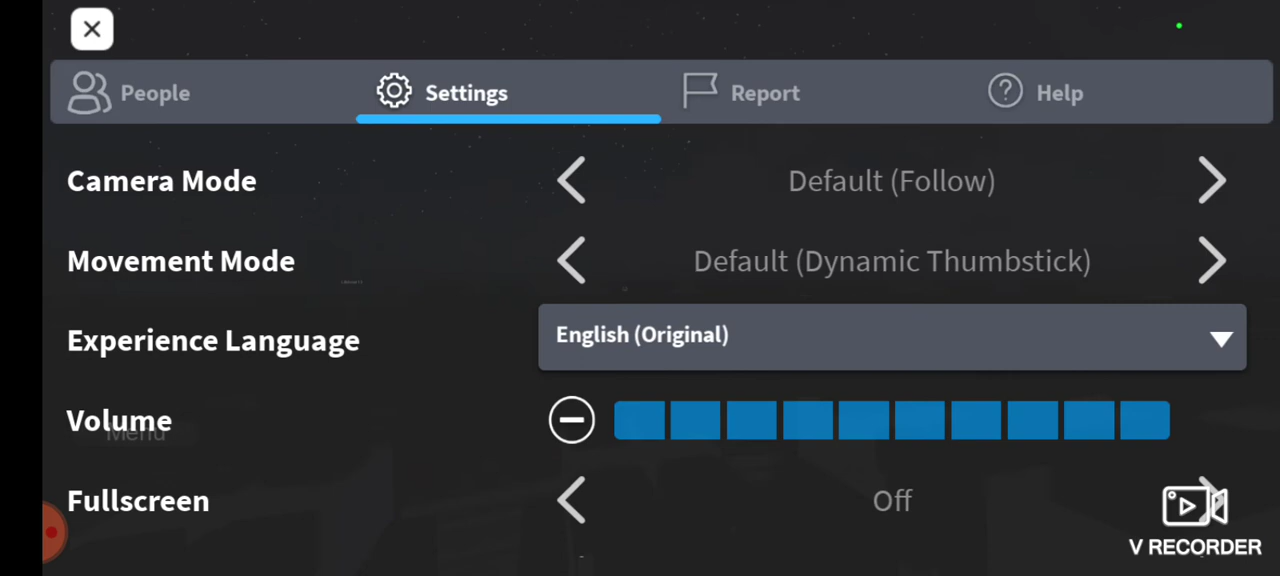 People
Settings
Report
Help
Camera Mode
Default (Follow)
Movement Mode
Default (Dynamic Thumbstick)
Experience Language
English (Original)
Volume
Menu
Fullscreen
Off
V RECORDER